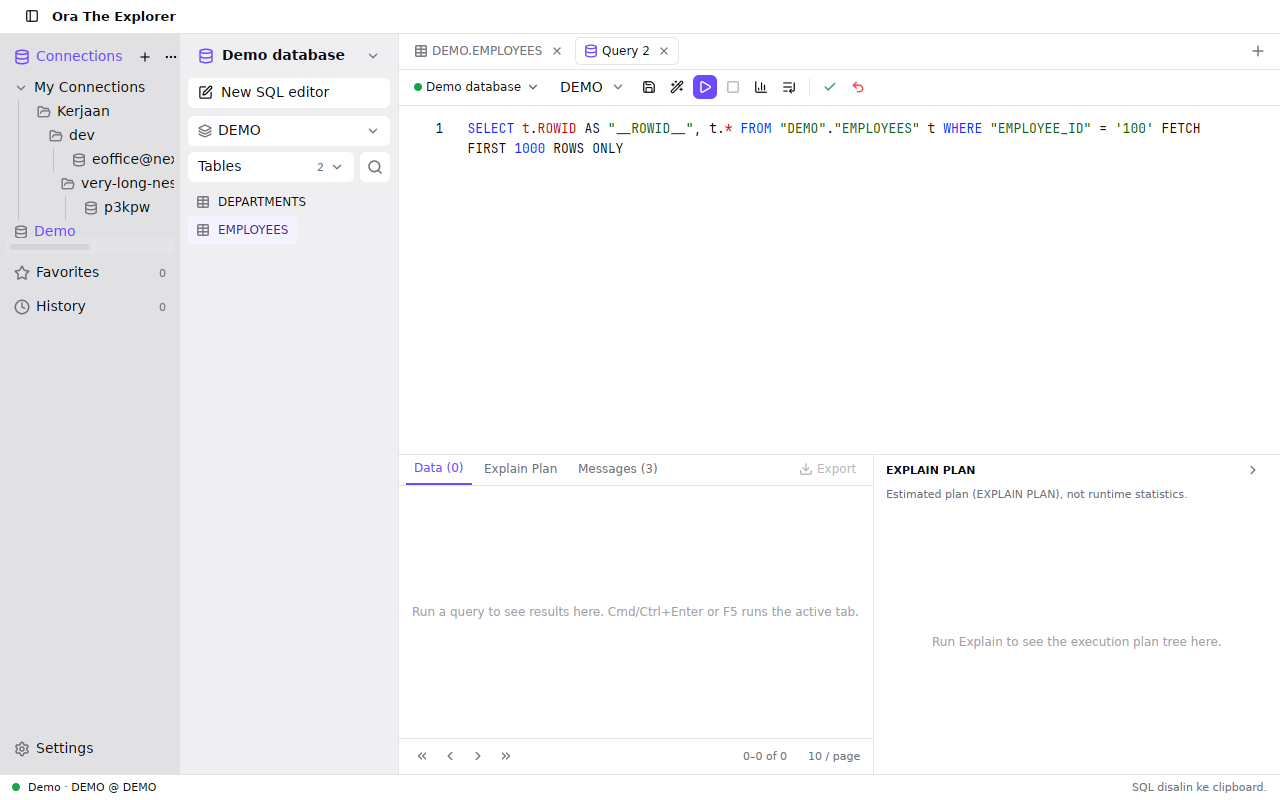 Ora The Explorer
Connections
My Connections
Kerjaan
dev
eoffice@nex
very-long-nes
p3kpw
Demo
Favorites 0
History 0
Settings
Demo database
New SQL editor
DEMO
Tables 2
DEPARTMENTS
EMPLOYEES
DEMO.EMPLOYEES
Query 2
Demo database DEMO
1 SELECT t.ROWID AS "__ROWID__", t.* FROM "DEMO"."EMPLOYEES" t WHERE "EMPLOYEE_ID" = '100' FETCH
FIRST 1000 ROWS ONLY
Data (0) Explain Plan Messages (3) Export
Run a query to see results here. Cmd/Ctrl+Enter or F5 runs the active tab.
0–0 of 0 10 / page
EXPLAIN PLAN
Estimated plan (EXPLAIN PLAN), not runtime statistics.
Run Explain to see the execution plan tree here.
Demo · DEMO @ DEMO
SQL disalin ke clipboard.